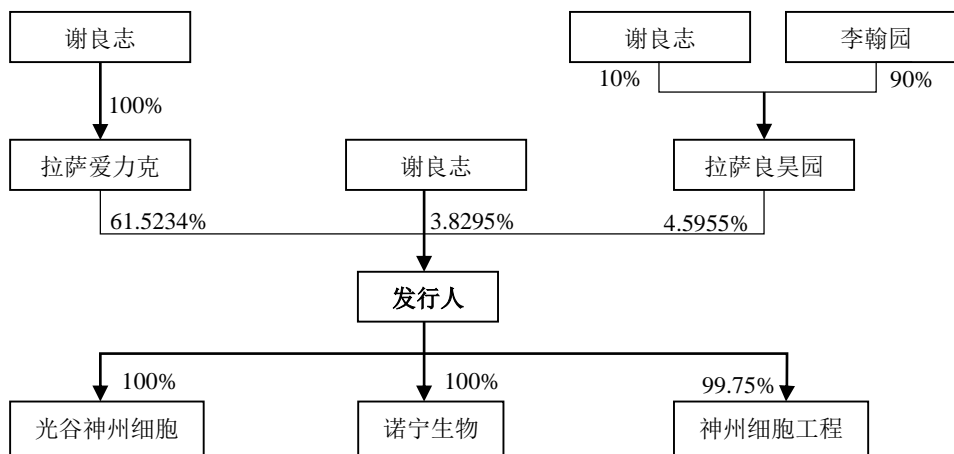 谢良志
谢良志
李翰园
100%
10%
90%
拉萨爱力克
谢良志
拉萨良昊园
61.5234%
3.8295%
4.5955%
发行人
100%
100%
99.75%
光谷神州细胞
诺宁生物
神州细胞工程